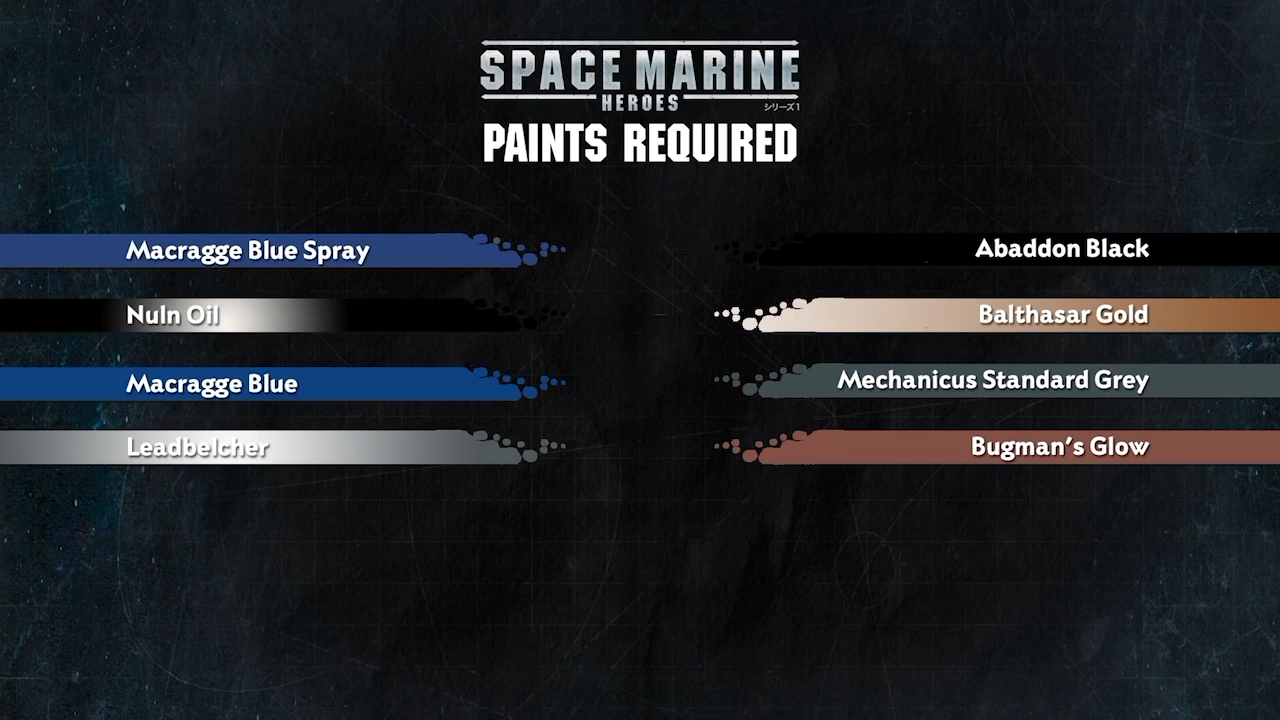 SPACE MARINE
HEROES
シリーズ1
PAINTS REQUIRED
Macragge Blue Spray
Nuln Oil
Macragge Blue
Leadbelcher
Abaddon Black
Balthasar Gold
Mechanicus Standard Grey
Bugman's Glow